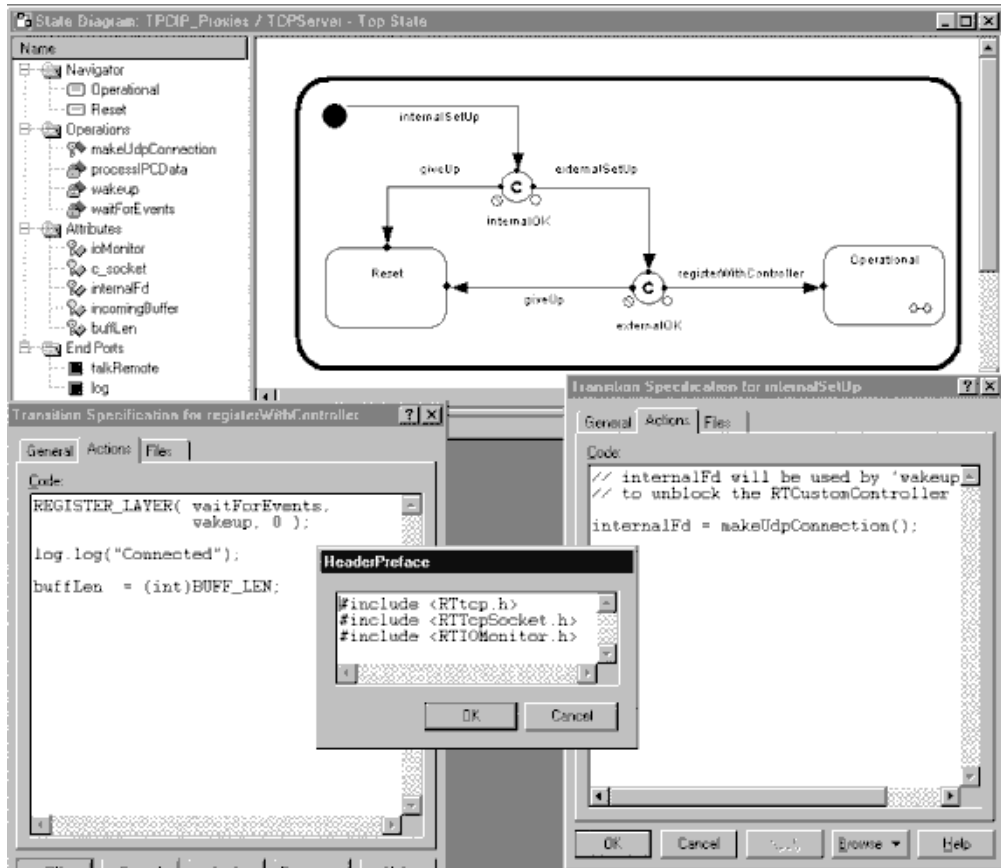 State Diagram: TPCIP_Proxies / TCPServer - Top State
Name
Navigator
Operational
Reset
Operations
makeUdpConnection
processIPCData
wakeup
waitForEvents
Attributes
ioMonitor
c_socket
internalFd
incomingBuffer
buffLen
End Ports
talkRemote
log
internalSetUp
giveUp
externalSetUp
C
internalOK
Reset
registerWithController
Operational
C
giveUp
externalOK
Transition Specification for registerWithController
General Actions Files
Code:
REGISTER_LAYER( waitForEvents,
wakeup, 0 );
log.log("Connected");
buffLen = (int)BUFF_LEN;
HeaderPreface
#include <RTtcp.h>
#include <RTTcpSocket.h>
#include <RTIOMonitor.h>
OK Cancel
Transition Specification for internalSetUp
General Actions Files
Code:
// internalFd will be used by 'wakeup
// to unblock the RTCustomController
internalFd = makeUdpConnection();
OK Cancel Apply Browse Help